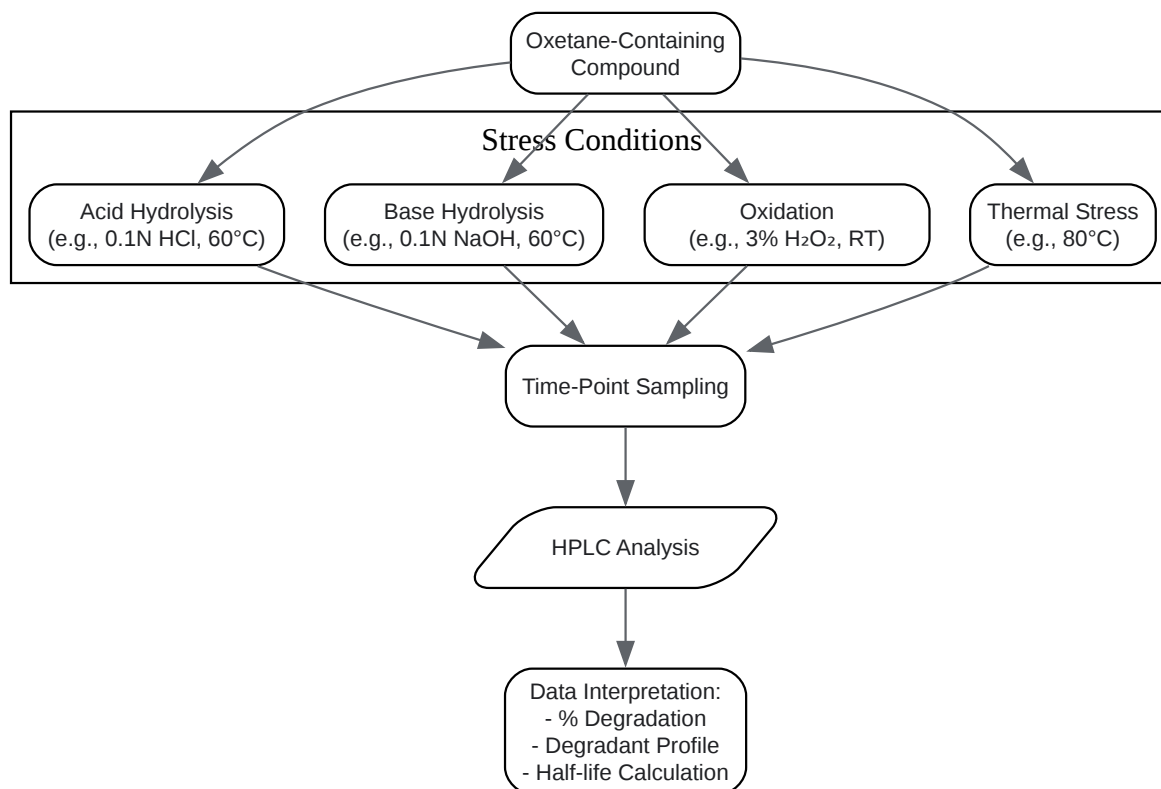 Oxetane-Containing
Compound
Stress Conditions
Acid Hydrolysis
(e.g., 0.1N HCl, 60°C)
Base Hydrolysis
(e.g., 0.1N NaOH, 60°C)
Oxidation
(e.g., 3% H₂O₂, RT)
Thermal Stress
(e.g., 80°C)
Time-Point Sampling
HPLC Analysis
Data Interpretation:
- % Degradation
- Degradant Profile
- Half-life Calculation